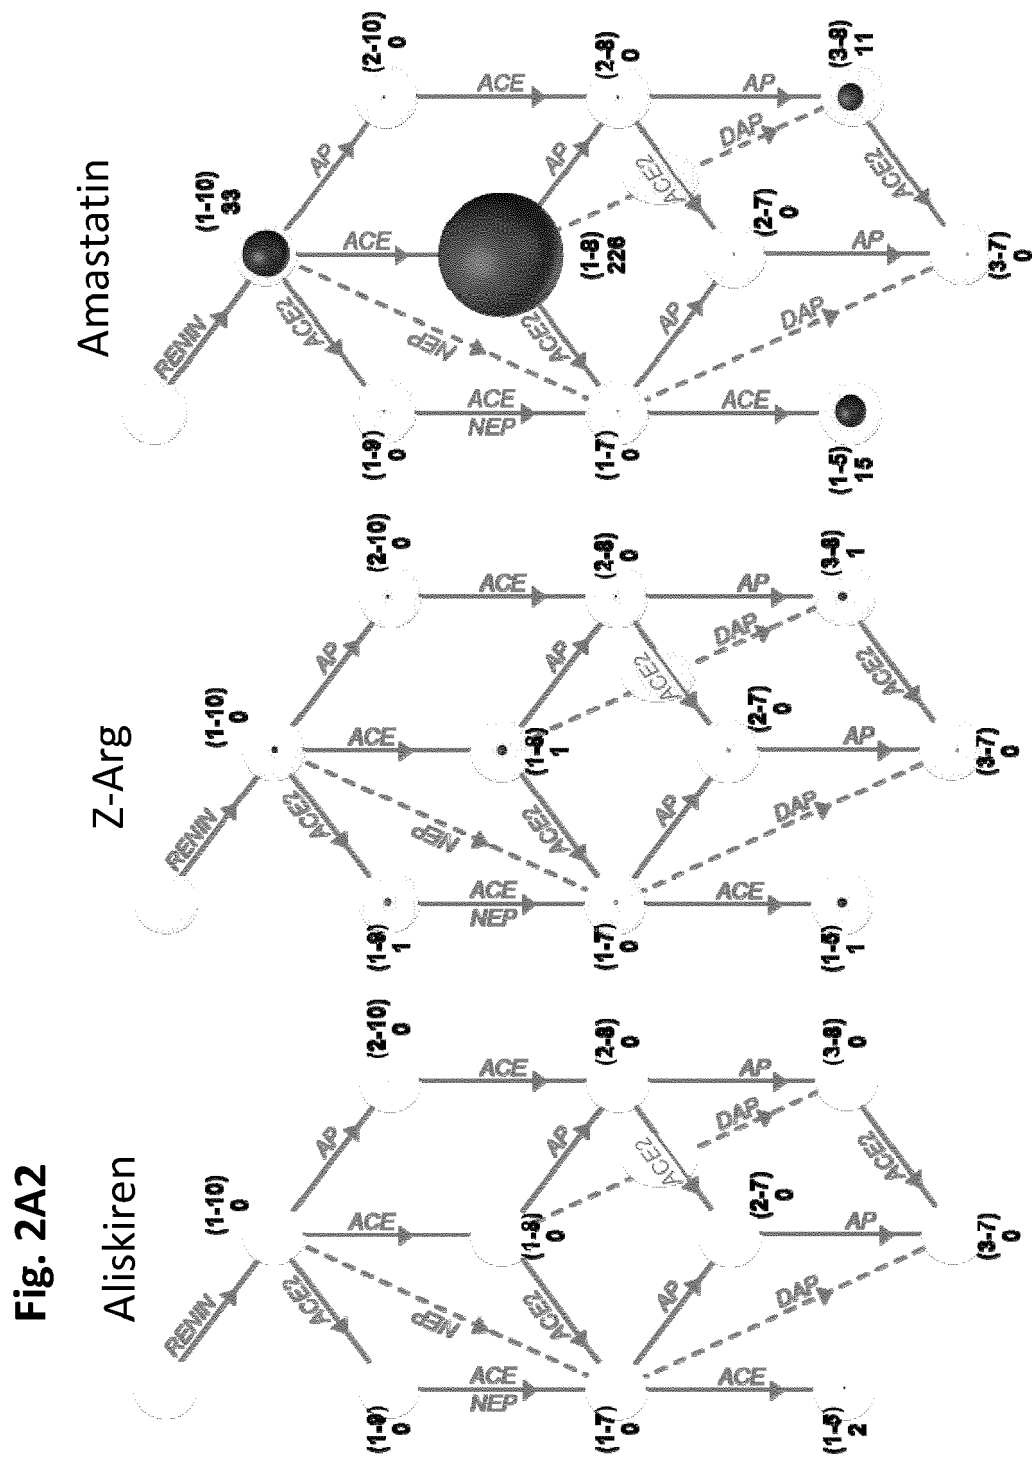 Fig. 2A2
Aliskiren
RENIN
(1-10)
0
AP
(2-10)
0
ACE2
ACE
NEP
ACE
(1-9)
0
ACE
NEP
(1-8)
0
AP
(2-8)
0
ACE2
ACE2
(1-7)
0
AP
(2-7)
0
DAP
AP
ACE
DAP
AP
(1-5)
2
(3-8)
0
ACE2
(3-7)
0
Z-Arg
RENIN
(1-10)
0
AP
(2-10)
0
ACE2
ACE
NEP
ACE
(1-9)
1
ACE
NEP
(1-8)
1
AP
(2-8)
0
ACE2
ACE2
(1-7)
0
AP
(2-7)
0
DAP
AP
ACE
DAP
AP
(1-5)
1
(3-8)
1
ACE2
(3-7)
0
Amastatin
RENIN
(1-10)
33
AP
(2-10)
0
ACE2
ACE
NEP
ACE
(1-9)
0
ACE
NEP
(1-8)
226
AP
(2-8)
0
ACE2
ACE2
(1-7)
0
AP
(2-7)
0
DAP
AP
ACE
DAP
AP
(1-5)
15
(3-8)
11
ACE2
(3-7)
0